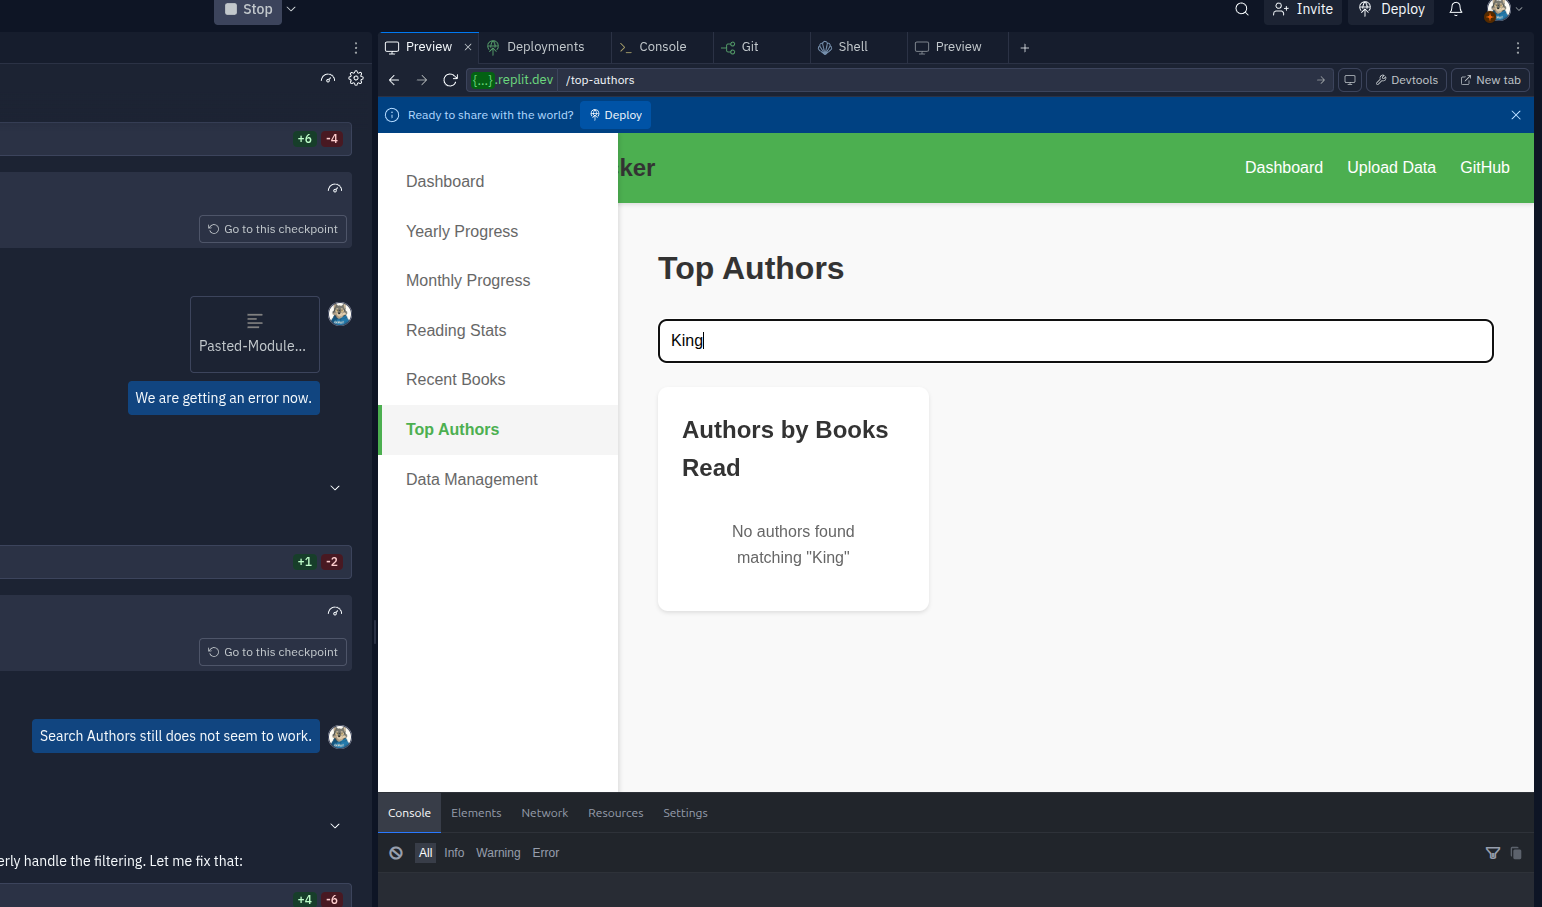 Stop
Invite
Deploy
Preview
Deployments
Console
Git
Shell
Preview
{...}.replit.dev
/top-authors
Devtools
New tab
Ready to share with the world?
Deploy
+6 -4
Go to this checkpoint
Pasted-Module...
We are getting an error now.
+1 -2
Go to this checkpoint
Search Authors still does not seem to work.
erly handle the filtering. Let me fix that:
+4 -6
Dashboard
Yearly Progress
Monthly Progress
Reading Stats
Recent Books
Top Authors
Data Management
ker
Dashboard
Upload Data
GitHub
Top Authors
King
Authors by Books
Read
No authors found
matching "King"
Console
Elements
Network
Resources
Settings
All
Info
Warning
Error